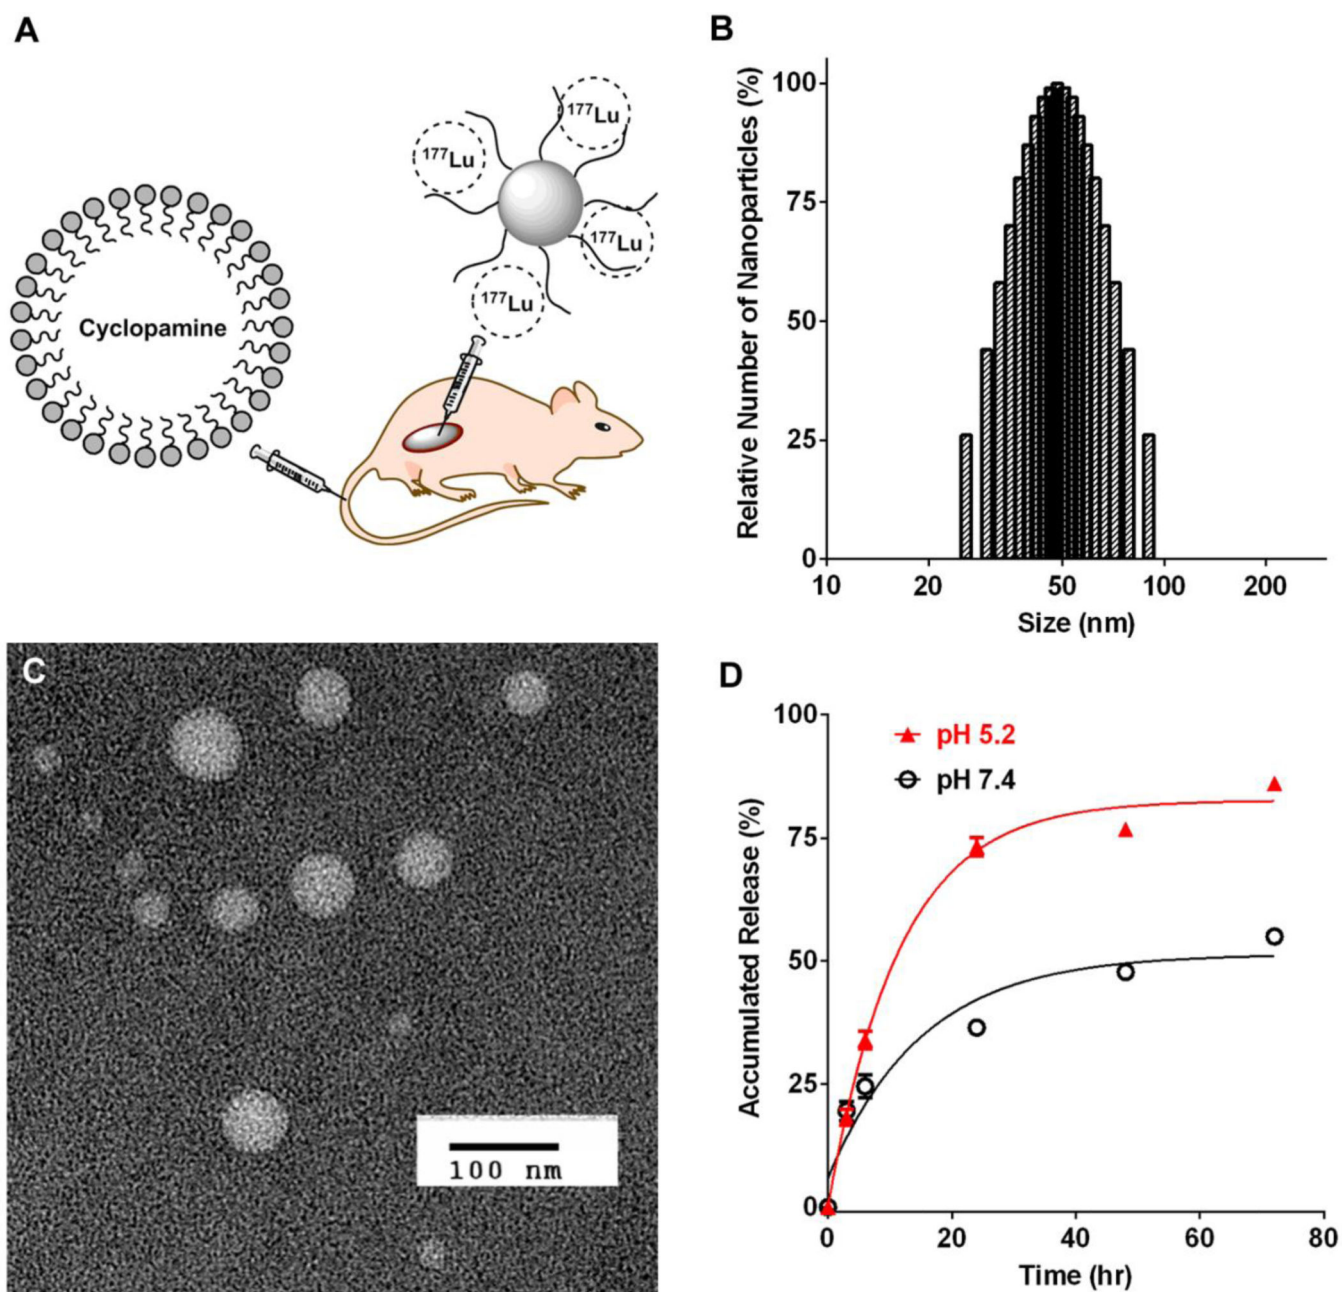 A
¹⁷⁷Lu
¹⁷⁷Lu
¹⁷⁷Lu
¹⁷⁷Lu
Cyclopamine
B
Relative Number of Nanoparticles (%)
100
75
50
25
0
10 20 50 100 200
Size (nm)
C
100 nm
D
pH 5.2
pH 7.4
Accumulated Release (%)
100
75
50
25
0
0 20 40 60 80
Time (hr)